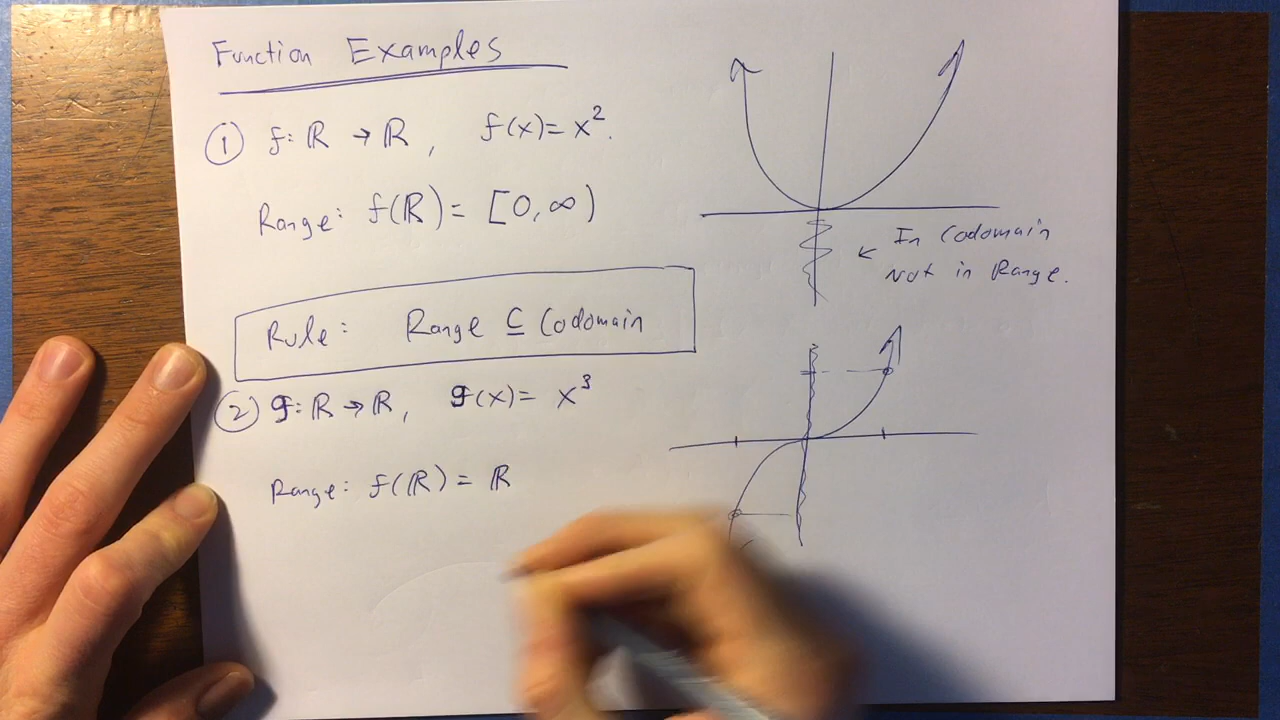 Function Examples
① f: ℝ → ℝ, f(x) = x².
Range: f(ℝ) = [0, ∞)
← In Codomain
Not in Range.
Rule: Range ⊆ Codomain
② g: ℝ → ℝ, g(x) = x³
Range: f(ℝ) = ℝ